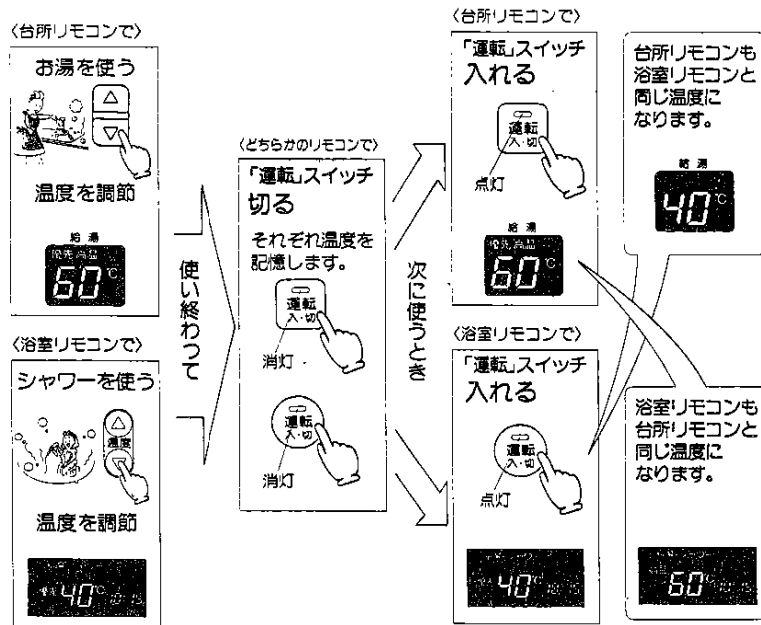 〈台所リモコンで〉
お湯を使う
温度を調節
給湯
優先 高温
60℃
〈浴室リモコンで〉
シャワーを使う
温度
温度を調節
40℃
使い終わって
〈どちらかのリモコンで〉
「運転」スイッチ
切る
それぞれ温度を
記憶します。
運転
入・切
消灯
運転
入・切
消灯
次に使うとき
〈台所リモコンで〉
「運転」スイッチ
入れる
運転
入・切
点灯
給湯
優先 高温
60℃
〈浴室リモコンで〉
「運転」スイッチ
入れる
運転
入・切
点灯
40℃
台所リモコンも
浴室リモコンと
同じ温度に
なります。
給湯
40℃
浴室リモコンも
台所リモコンと
同じ温度に
なります。
60℃